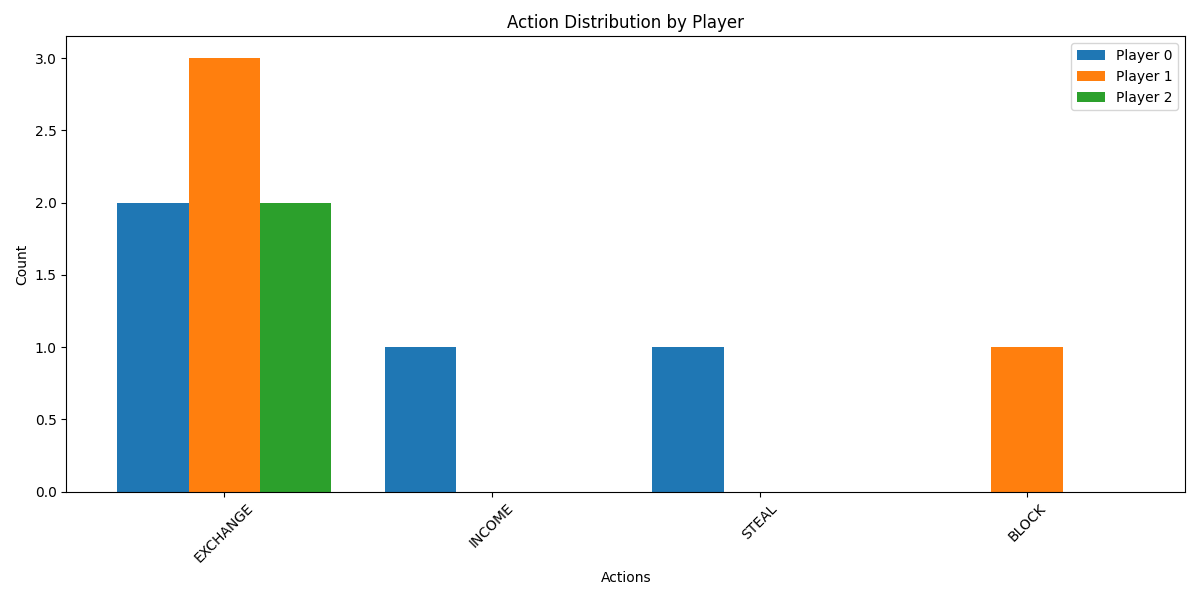 Action Distribution by Player
Player 0
Player 1
Player 2
Count
3.0
2.5
2.0
1.5
1.0
0.5
0.0
EXCHANGE
INCOME
STEAL
BLOCK
Actions